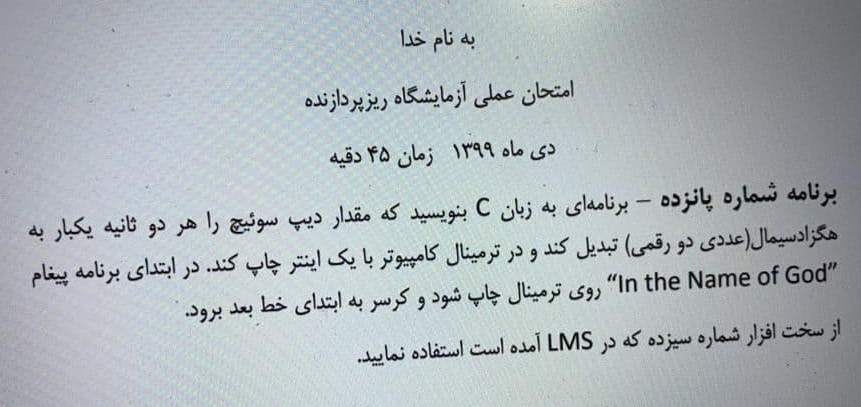 به نام خدا
امتحان عملی آزمایشگاه ریزپردازنده
دی ماه ۱۳۹۹ زمان ۴۵ دقیه
برنامه شماره پانزده – برنامه‌ای به زبان C بنویسید که مقدار دیپ سوئیچ را هر دو ثانیه یکبار به
هگزادسیمال(عددی دو رقمی) تبدیل کند و در ترمینال کامپیوتر با یک اینتر چاپ کند. در ابتدای برنامه پیغام
"In the Name of God" روی ترمینال چاپ شود و کرسر به ابتدای خط بعد برود.
از سخت افزار شماره سیزده که در LMS آمده است استفاده نمایید.